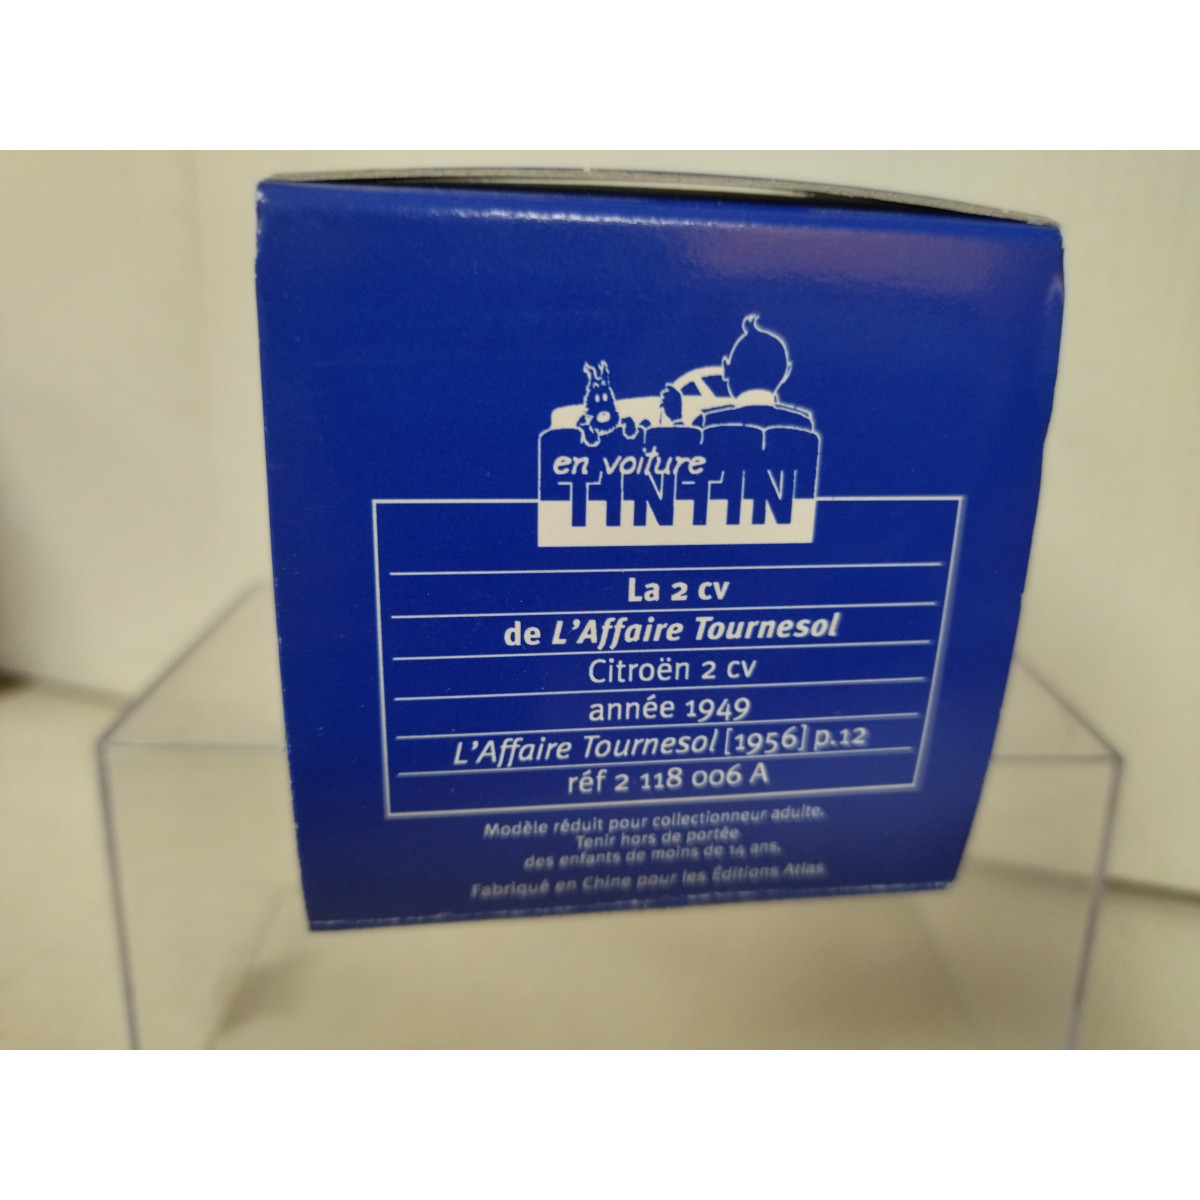 en voiture
TINTIN
La 2 cv
de L'Affaire Tournesol
Citroën 2 cv
année 1949
L'Affaire Tournesol [1956] p.12
réf 2 118 006 A
Modèle réduit pour collectionneur adulte.
Tenir hors de portée
des enfants de moins de 14 ans.
Fabriqué en Chine pour les Éditions Atlas